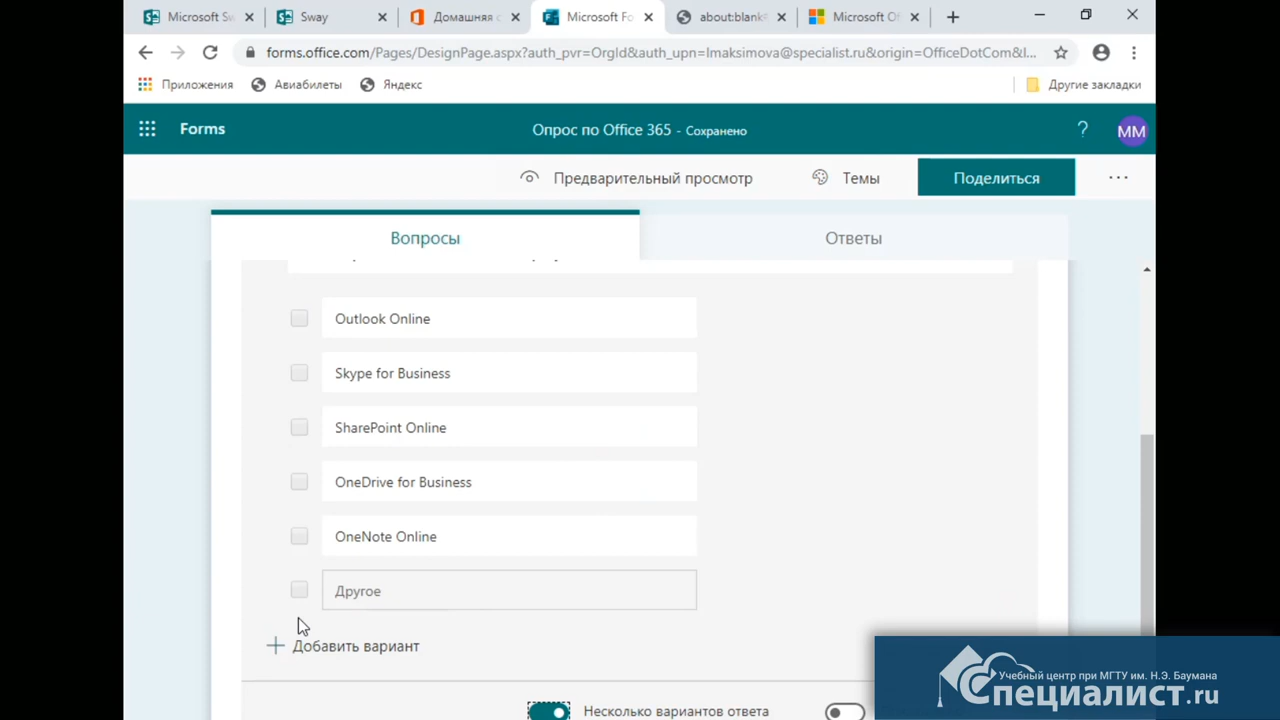 Microsoft Sw
Sway
Домашняя с
Microsoft Fo
about:blank
Microsoft Of
forms.office.com/Pages/DesignPage.aspx?auth_pvr=OrgId&auth_upn=lmaksimova@specialist.ru&origin=OfficeDotCom&l...
Приложения
Авиабилеты
Яндекс
Другие закладки
Forms
Опрос по Office 365 - Сохранено
?
MM
Предварительный просмотр
Темы
Поделиться
...
Вопросы
Ответы
Outlook Online
Skype for Business
SharePoint Online
OneDrive for Business
OneNote Online
Другое
Добавить вариант
Несколько вариантов ответа
Учебный центр при МГТУ им. Н.Э. Баумана
Специалист.ru